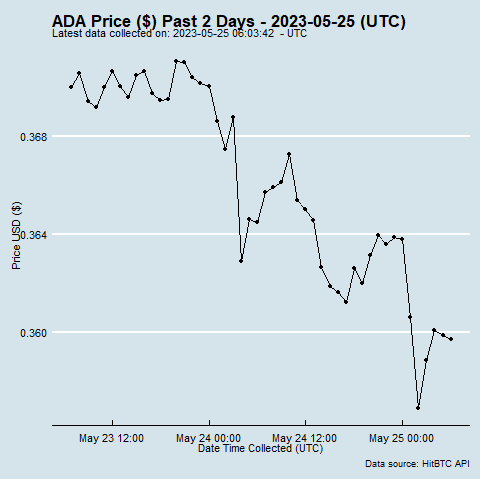 ADA Price ($) Past 2 Days - 2023-05-25 (UTC)
Latest data collected on: 2023-05-25 06:03:42  - UTC
0.368
0.364
0.360
Price USD ($)
May 23 12:00
May 24 00:00
May 24 12:00
May 25 00:00
Date Time Collected (UTC)
Data source: HitBTC API